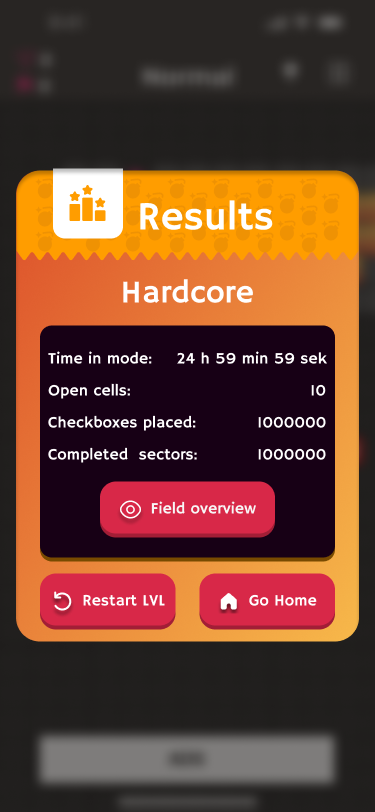 Normal
Results
Hardcore
Time in mode: 24 h 59 min 59 sek
Open cells: 10
Checkboxes placed: 1000000
Completed sectors: 1000000
Field overview
Restart LVL
Go Home